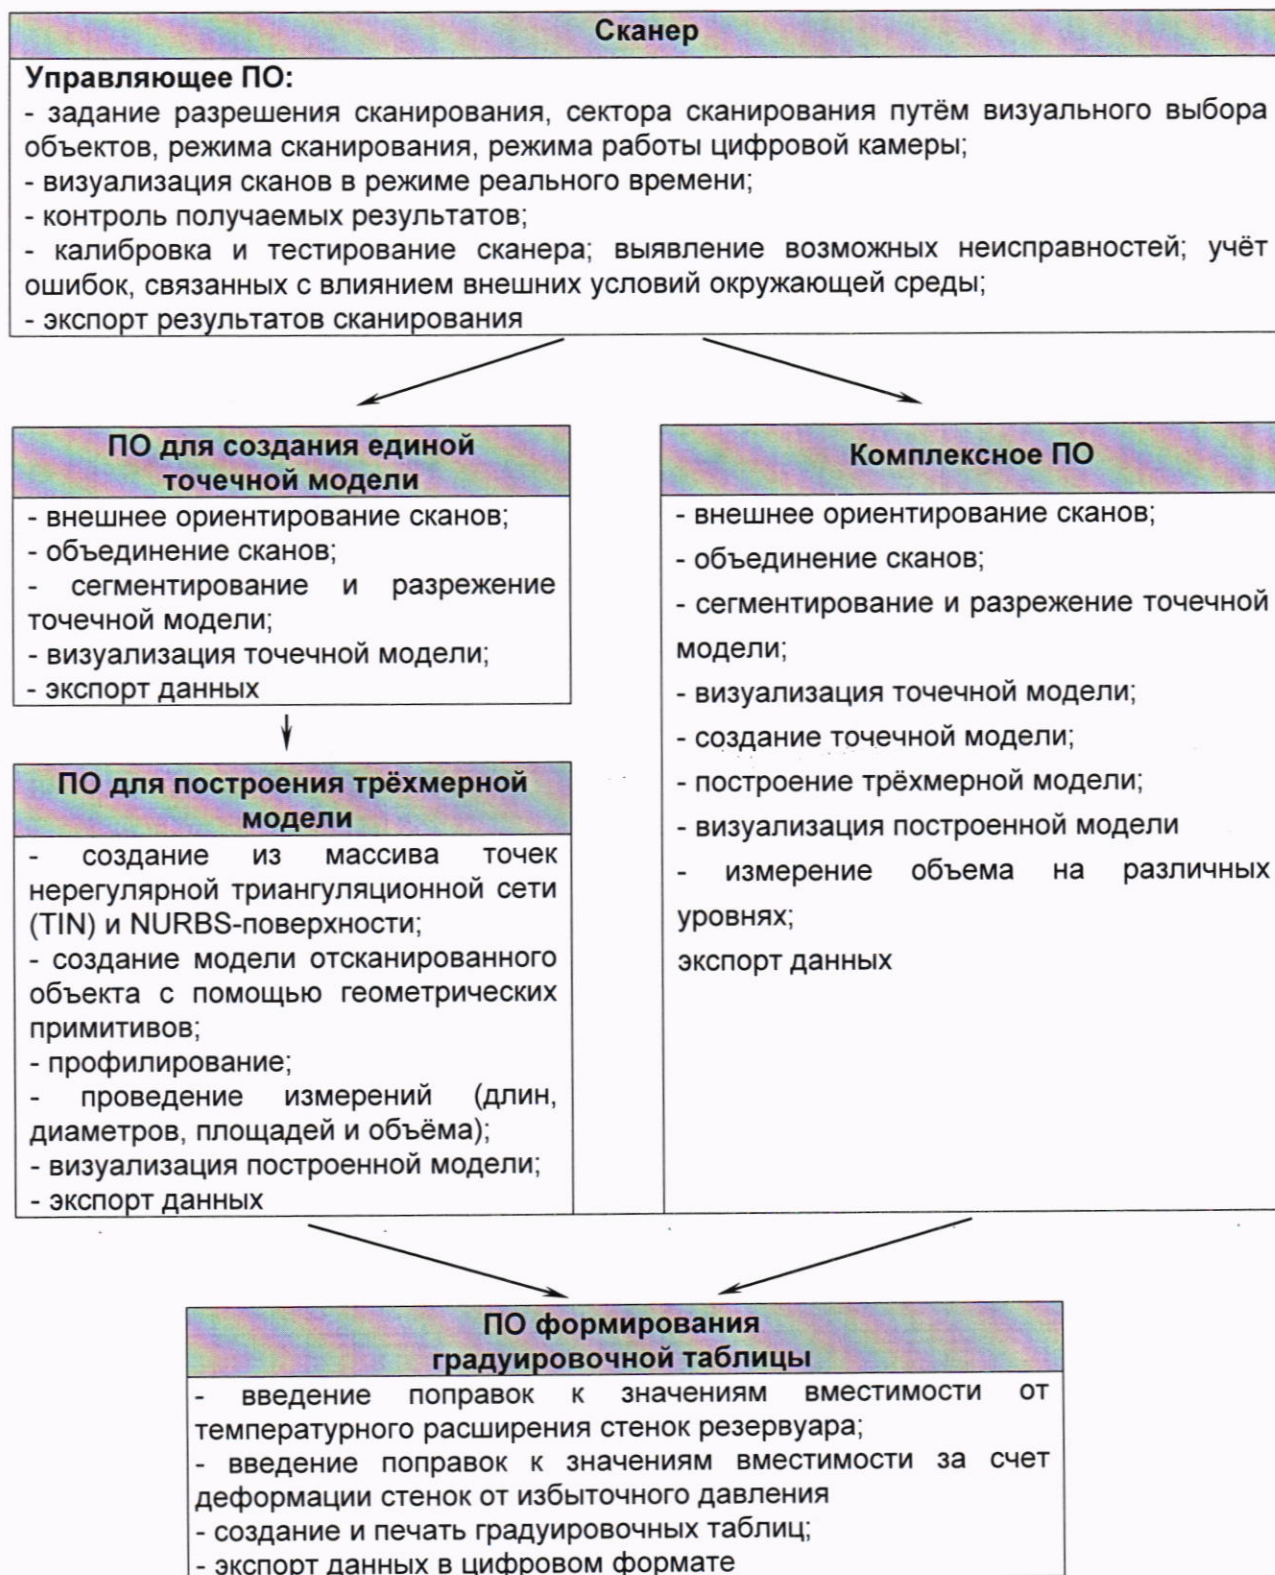 Сканер
Управляющее ПО:
- задание разрешения сканирования, сектора сканирования путём визуального выбора
объектов, режима сканирования, режима работы цифровой камеры;
- визуализация сканов в режиме реального времени;
- контроль получаемых результатов;
- калибровка и тестирование сканера; выявление возможных неисправностей; учёт
ошибок, связанных с влиянием внешних условий окружающей среды;
- экспорт результатов сканирования
ПО для создания единой
точечной модели
- внешнее ориентирование сканов;
- объединение сканов;
- сегментирование и разрежение
точечной модели;
- визуализация точечной модели;
- экспорт данных
ПО для построения трёхмерной
модели
- создание из массива точек
нерегулярной триангуляционной сети
(TIN) и NURBS-поверхности;
- создание модели отсканированного
объекта с помощью геометрических
примитивов;
- профилирование;
- проведение измерений (длин,
диаметров, площадей и объёма);
- визуализация построенной модели;
- экспорт данных
Комплексное ПО
- внешнее ориентирование сканов;
- объединение сканов;
- сегментирование и разрежение точечной
модели;
- визуализация точечной модели;
- создание точечной модели;
- построение трёхмерной модели;
- визуализация построенной модели
- измерение объема на различных
уровнях;
экспорт данных
ПО формирования
градуировочной таблицы
- введение поправок к значениям вместимости от
температурного расширения стенок резервуара;
- введение поправок к значениям вместимости за счет
деформации стенок от избыточного давления
- создание и печать градуировочных таблиц;
- экспорт данных в цифровом формате